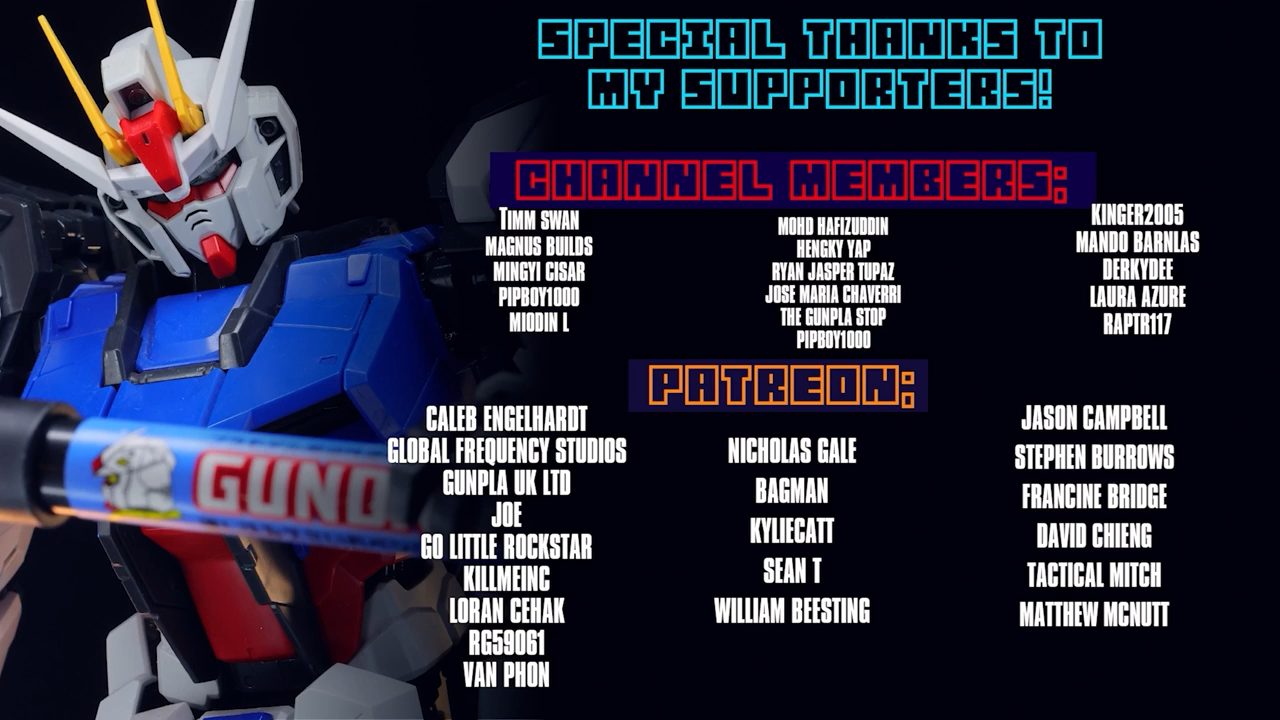 SPECIAL THANKS TO
MY SUPPORTERS!
CHANNEL MEMBERS:
TIMM SWAN
MAGNUS BUILDS
MINGYI CISAR
PIPBOY1000
MIODIN L
MOHD HAFIZUDDIN
HENGKY YAP
RYAN JASPER TUPAZ
JOSE MARIA CHAVERRI
THE GUNPLA STOP
PIPBOY1000
KINGER2005
MANDO BARNLAS
DERKYDEE
LAURA AZURE
RAPTR117
PATREON:
CALEB ENGELHARDT
GLOBAL FREQUENCY STUDIOS
GUNPLA UK LTD
JOE
GO LITTLE ROCKSTAR
KILLMEINC
LORAN CEHAK
RG59061
VAN PHON
NICHOLAS GALE
BAGMAN
KYLIECATT
SEAN T
WILLIAM BEESTING
JASON CAMPBELL
STEPHEN BURROWS
FRANCINE BRIDGE
DAVID CHIENG
TACTICAL MITCH
MATTHEW MCNUTT